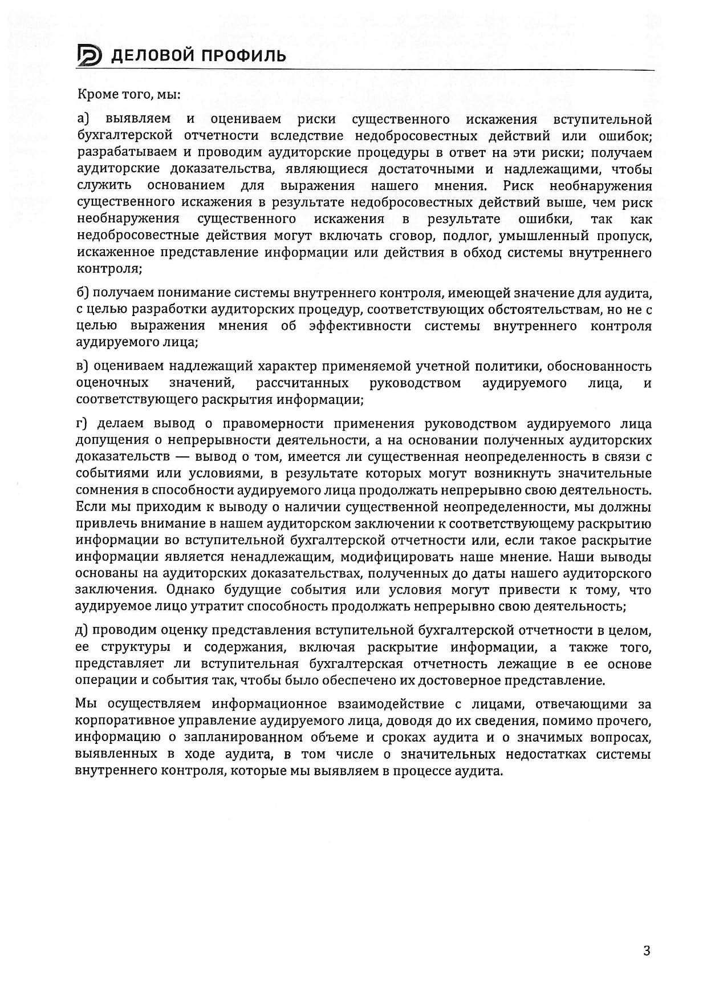 ДЕЛОВОЙ ПРОФИЛЬ
Кроме того, мы:
а) выявляем и оцениваем риски существенного искажения вступительной
бухгалтерской отчетности вследствие недобросовестных действий или ошибок;
разрабатываем и проводим аудиторские процедуры в ответ на эти риски; получаем
аудиторские доказательства, являющиеся достаточными и надлежащими, чтобы
служить основанием для выражения нашего мнения. Риск необнаружения
существенного искажения в результате недобросовестных действий выше, чем риск
необнаружения существенного искажения в результате ошибки, так как
недобросовестные действия могут включать сговор, подлог, умышленный пропуск,
искаженное представление информации или действия в обход системы внутреннего
контроля;
б) получаем понимание системы внутреннего контроля, имеющей значение для аудита,
с целью разработки аудиторских процедур, соответствующих обстоятельствам, но не с
целью выражения мнения об эффективности системы внутреннего контроля
аудируемого лица;
в) оцениваем надлежащий характер применяемой учетной политики, обоснованность
оценочных значений, рассчитанных руководством аудируемого лица, и
соответствующего раскрытия информации;
г) делаем вывод о правомерности применения руководством аудируемого лица
допущения о непрерывности деятельности, а на основании полученных аудиторских
доказательств — вывод о том, имеется ли существенная неопределенность в связи с
событиями или условиями, в результате которых могут возникнуть значительные
сомнения в способности аудируемого лица продолжать непрерывно свою деятельность.
Если мы приходим к выводу о наличии существенной неопределенности, мы должны
привлечь внимание в нашем аудиторском заключении к соответствующему раскрытию
информации во вступительной бухгалтерской отчетности или, если такое раскрытие
информации является ненадлежащим, модифицировать наше мнение. Наши выводы
основаны на аудиторских доказательствах, полученных до даты нашего аудиторского
заключения. Однако будущие события или условия могут привести к тому, что
аудируемое лицо утратит способность продолжать непрерывно свою деятельность;
д) проводим оценку представления вступительной бухгалтерской отчетности в целом,
ее структуры и содержания, включая раскрытие информации, а также того,
представляет ли вступительная бухгалтерская отчетность лежащие в ее основе
операции и события так, чтобы было обеспечено их достоверное представление.
Мы осуществляем информационное взаимодействие с лицами, отвечающими за
корпоративное управление аудируемого лица, доводя до их сведения, помимо прочего,
информацию о запланированном объеме и сроках аудита и о значимых вопросах,
выявленных в ходе аудита, в том числе о значительных недостатках системы
внутреннего контроля, которые мы выявляем в процессе аудита.
3